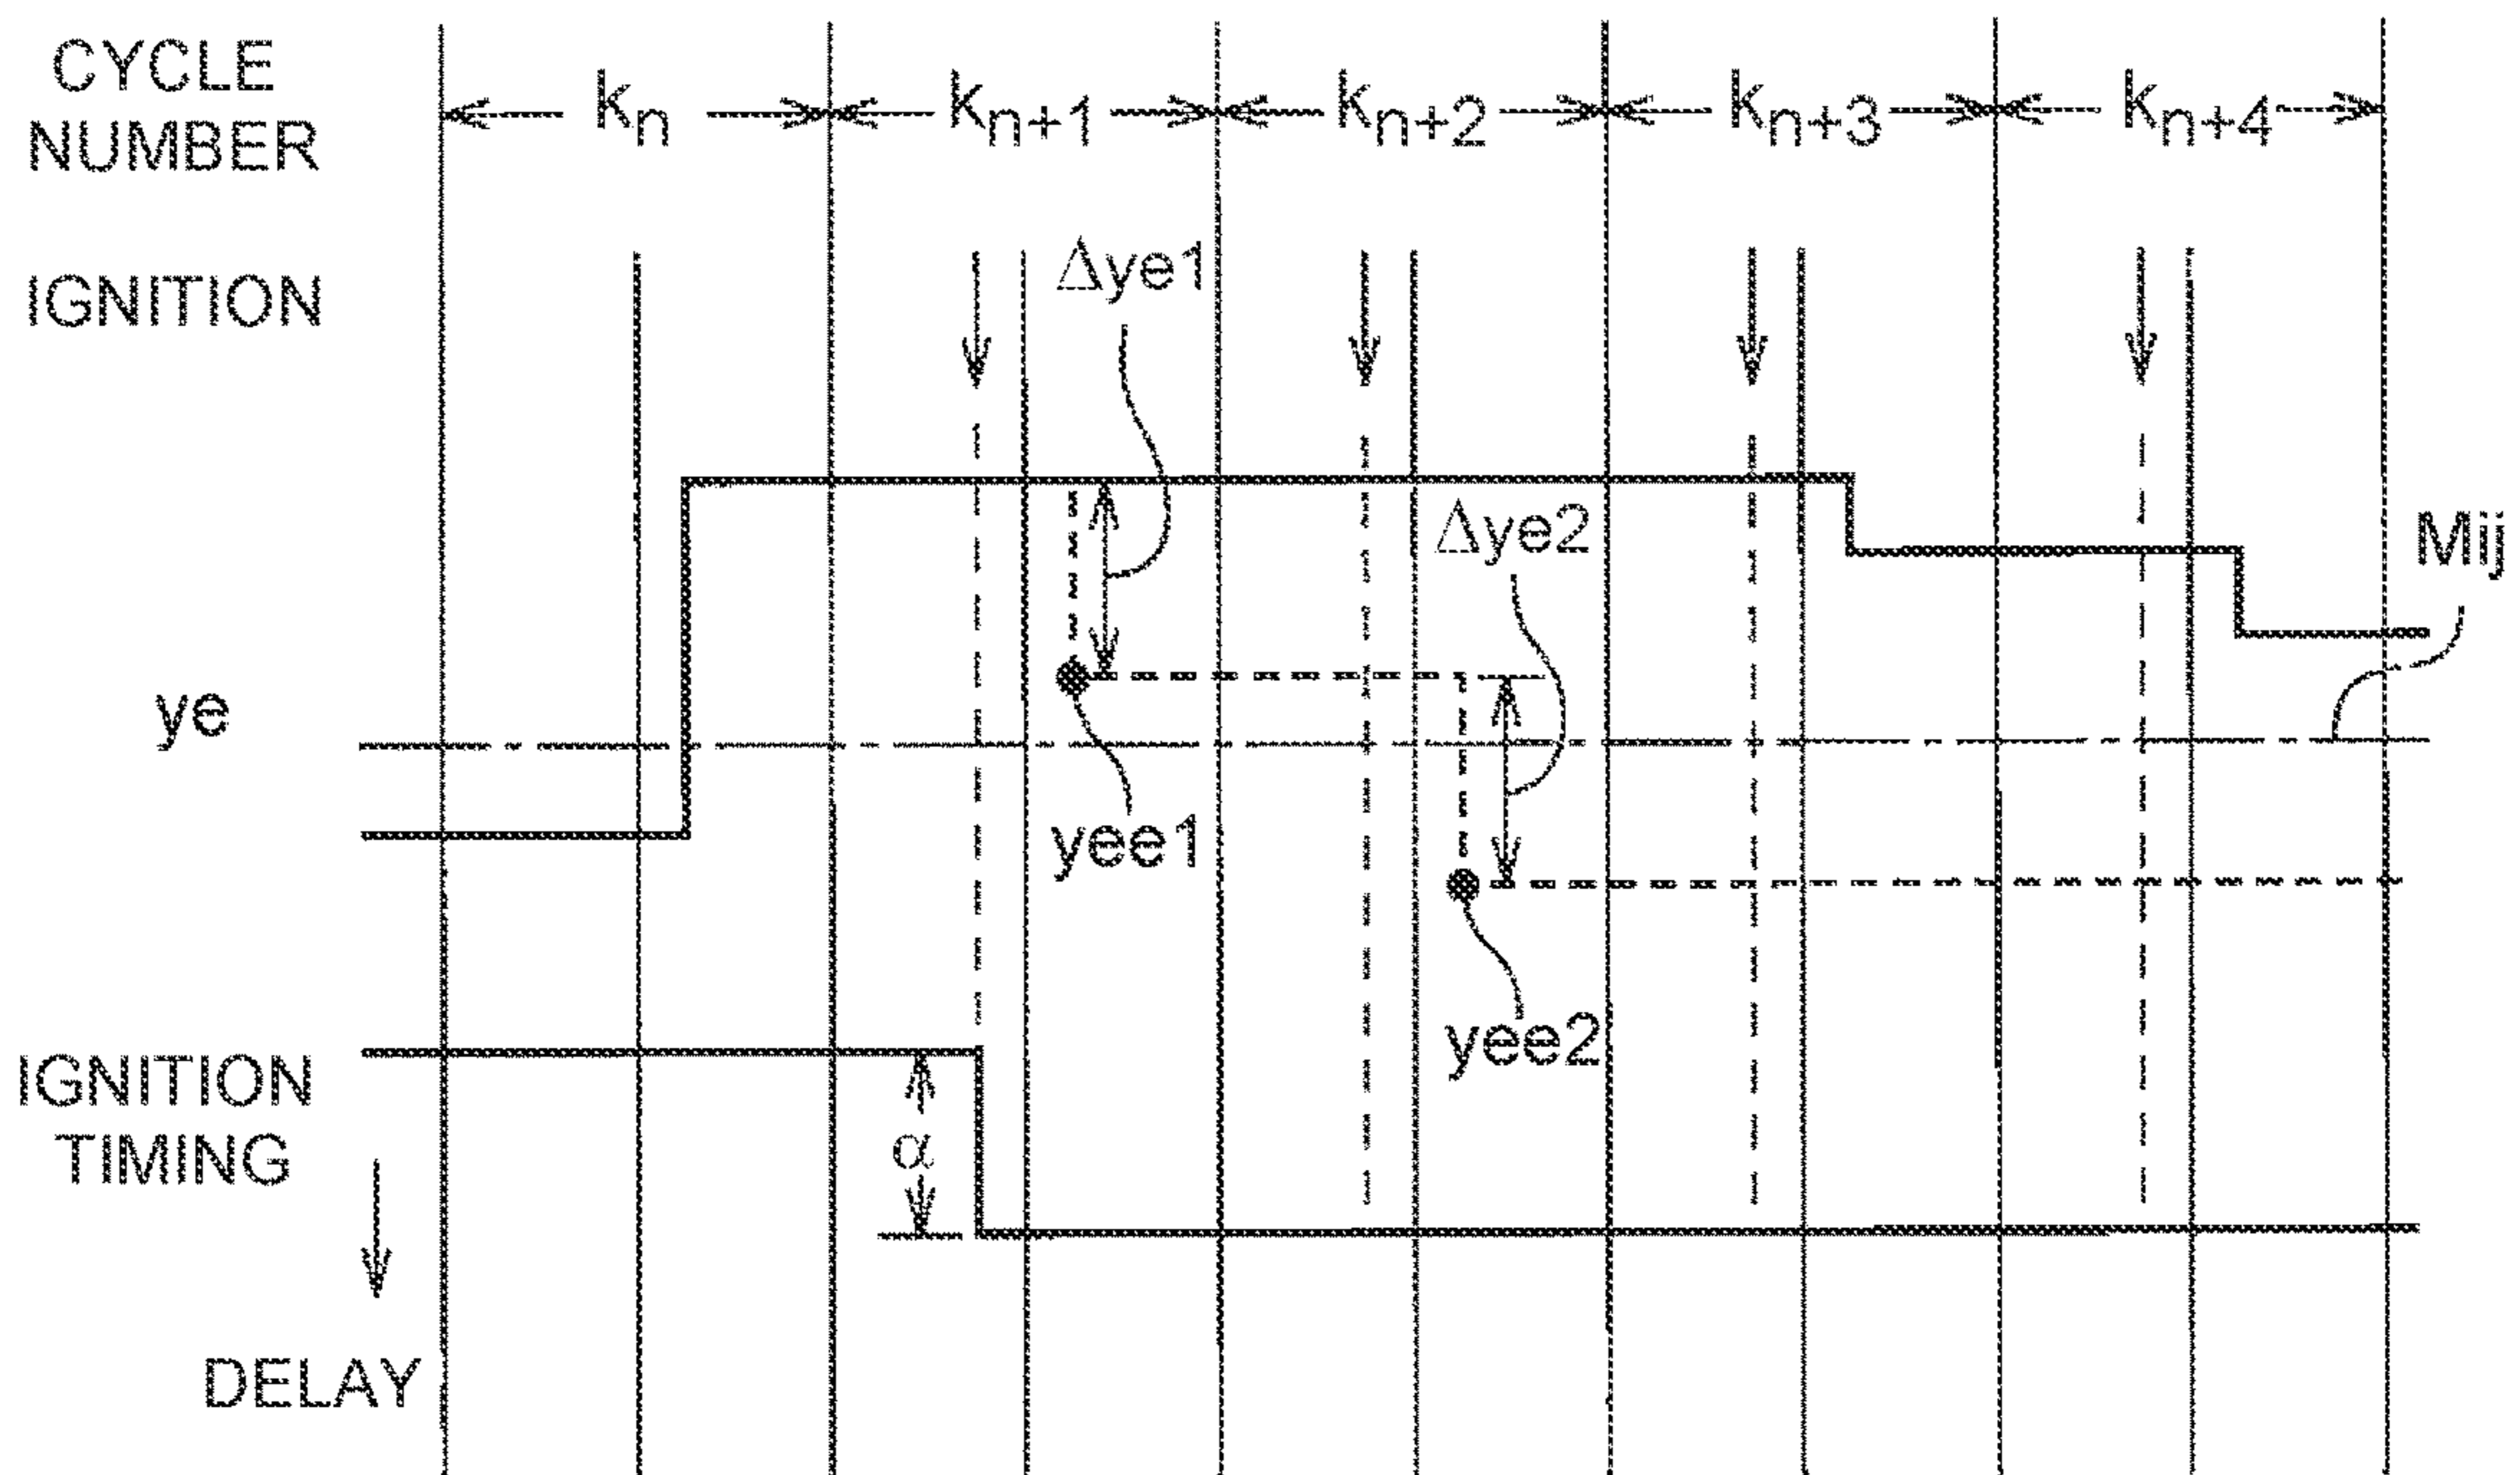 CYCLE
NUMBER
kn
kn+1
kn+2
kn+3
kn+4
IGNITION
Δye1
Δye2
Mij
ye
yee1
yee2
IGNITION
TIMING
α
DELAY